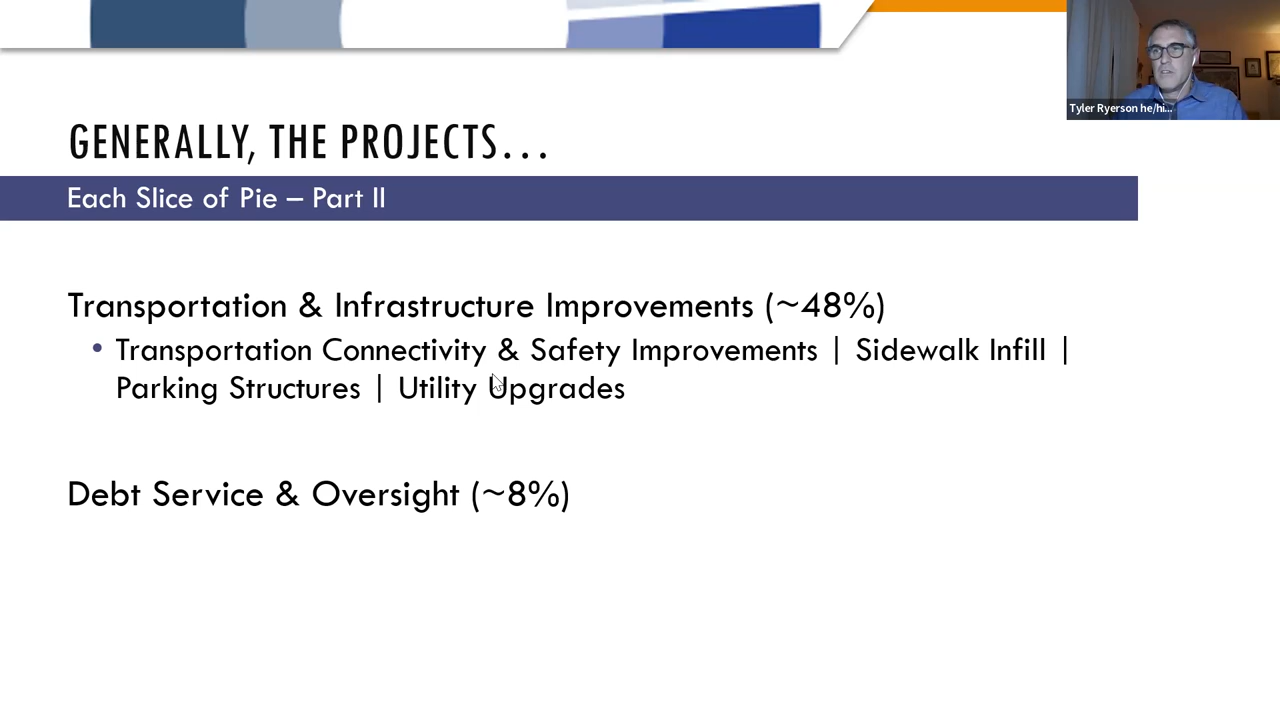 Tyler Ryerson he/hi...
GENERALLY, THE PROJECTS...
Each Slice of Pie – Part II
Transportation & Infrastructure Improvements (~48%)
• Transportation Connectivity & Safety Improvements | Sidewalk Infill |
Parking Structures | Utility Upgrades
Debt Service & Oversight (~8%)